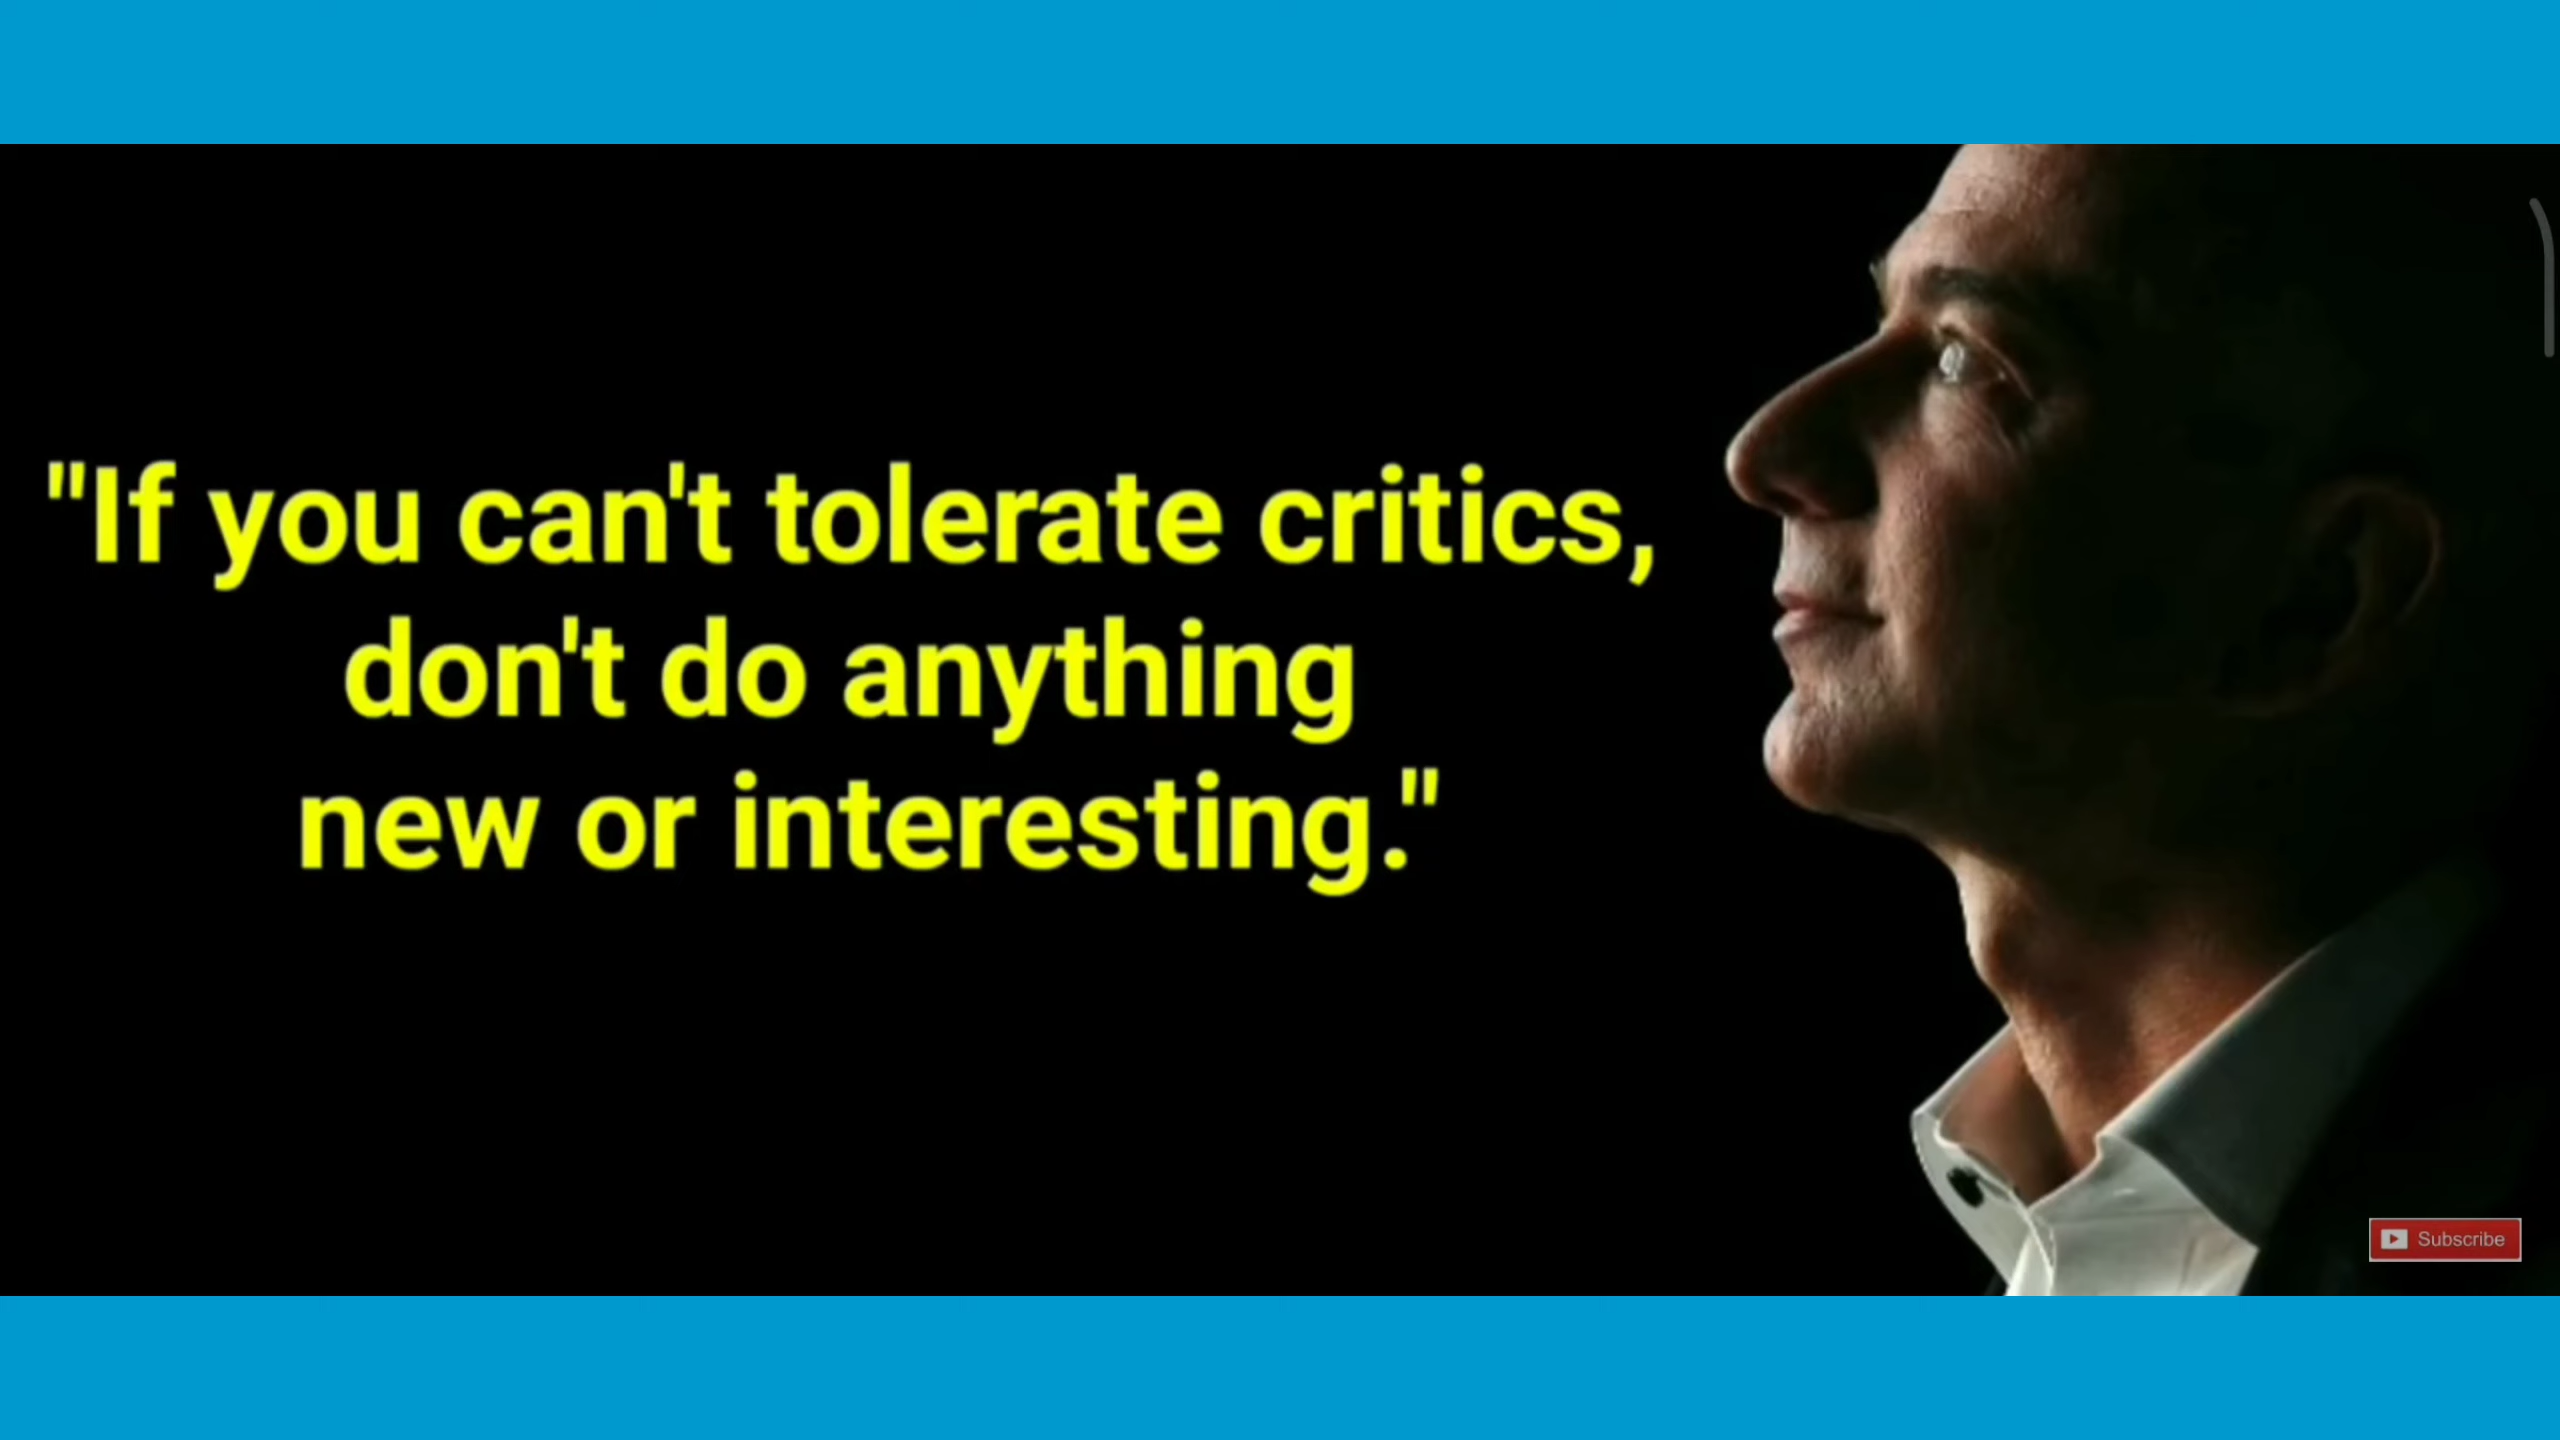 "If you can't tolerate critics,
don't do anything
new or interesting."
Subscribe